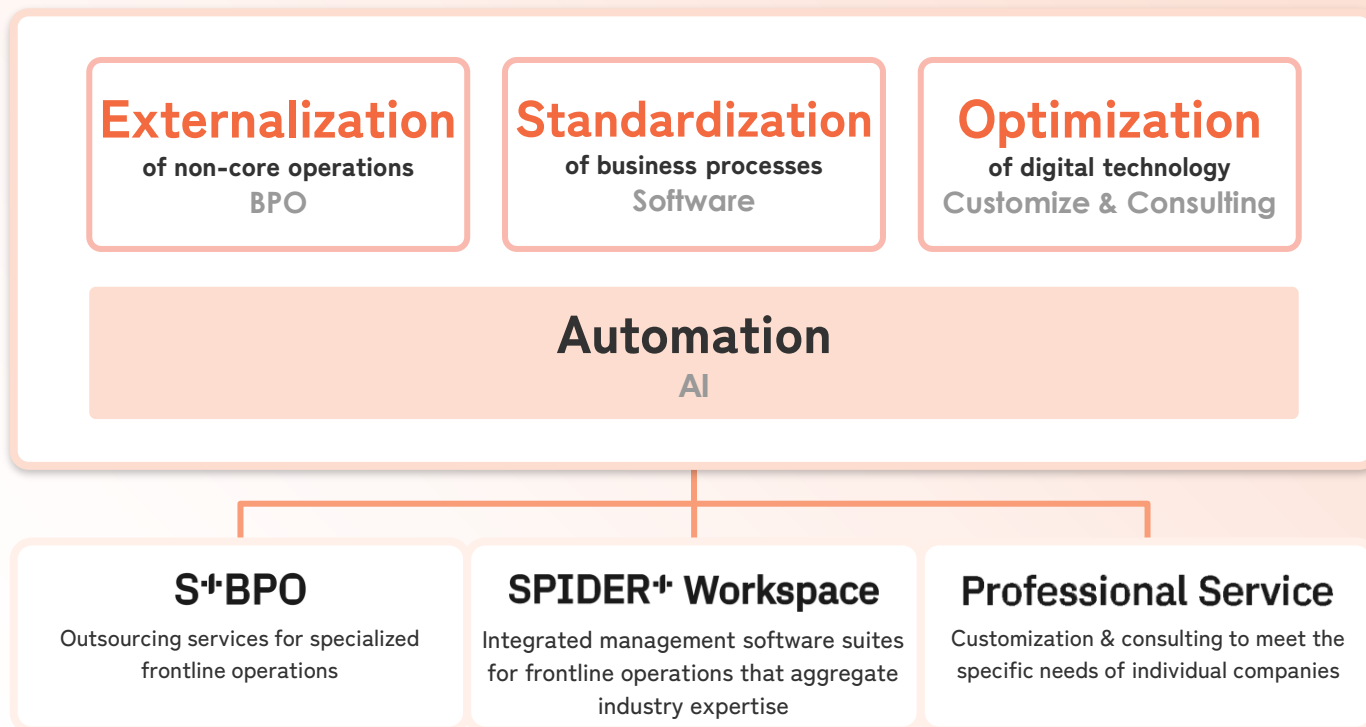 Externalization
of non-core operations
BPO
Standardization
of business processes
Software
Optimization
of digital technology
Customize & Consulting
Automation
AI
S+BPO
Outsourcing services for specialized
frontline operations
SPIDER+ Workspace
Integrated management software suites
for frontline operations that aggregate
industry expertise
Professional Service
Customization & consulting to meet the
specific needs of individual companies